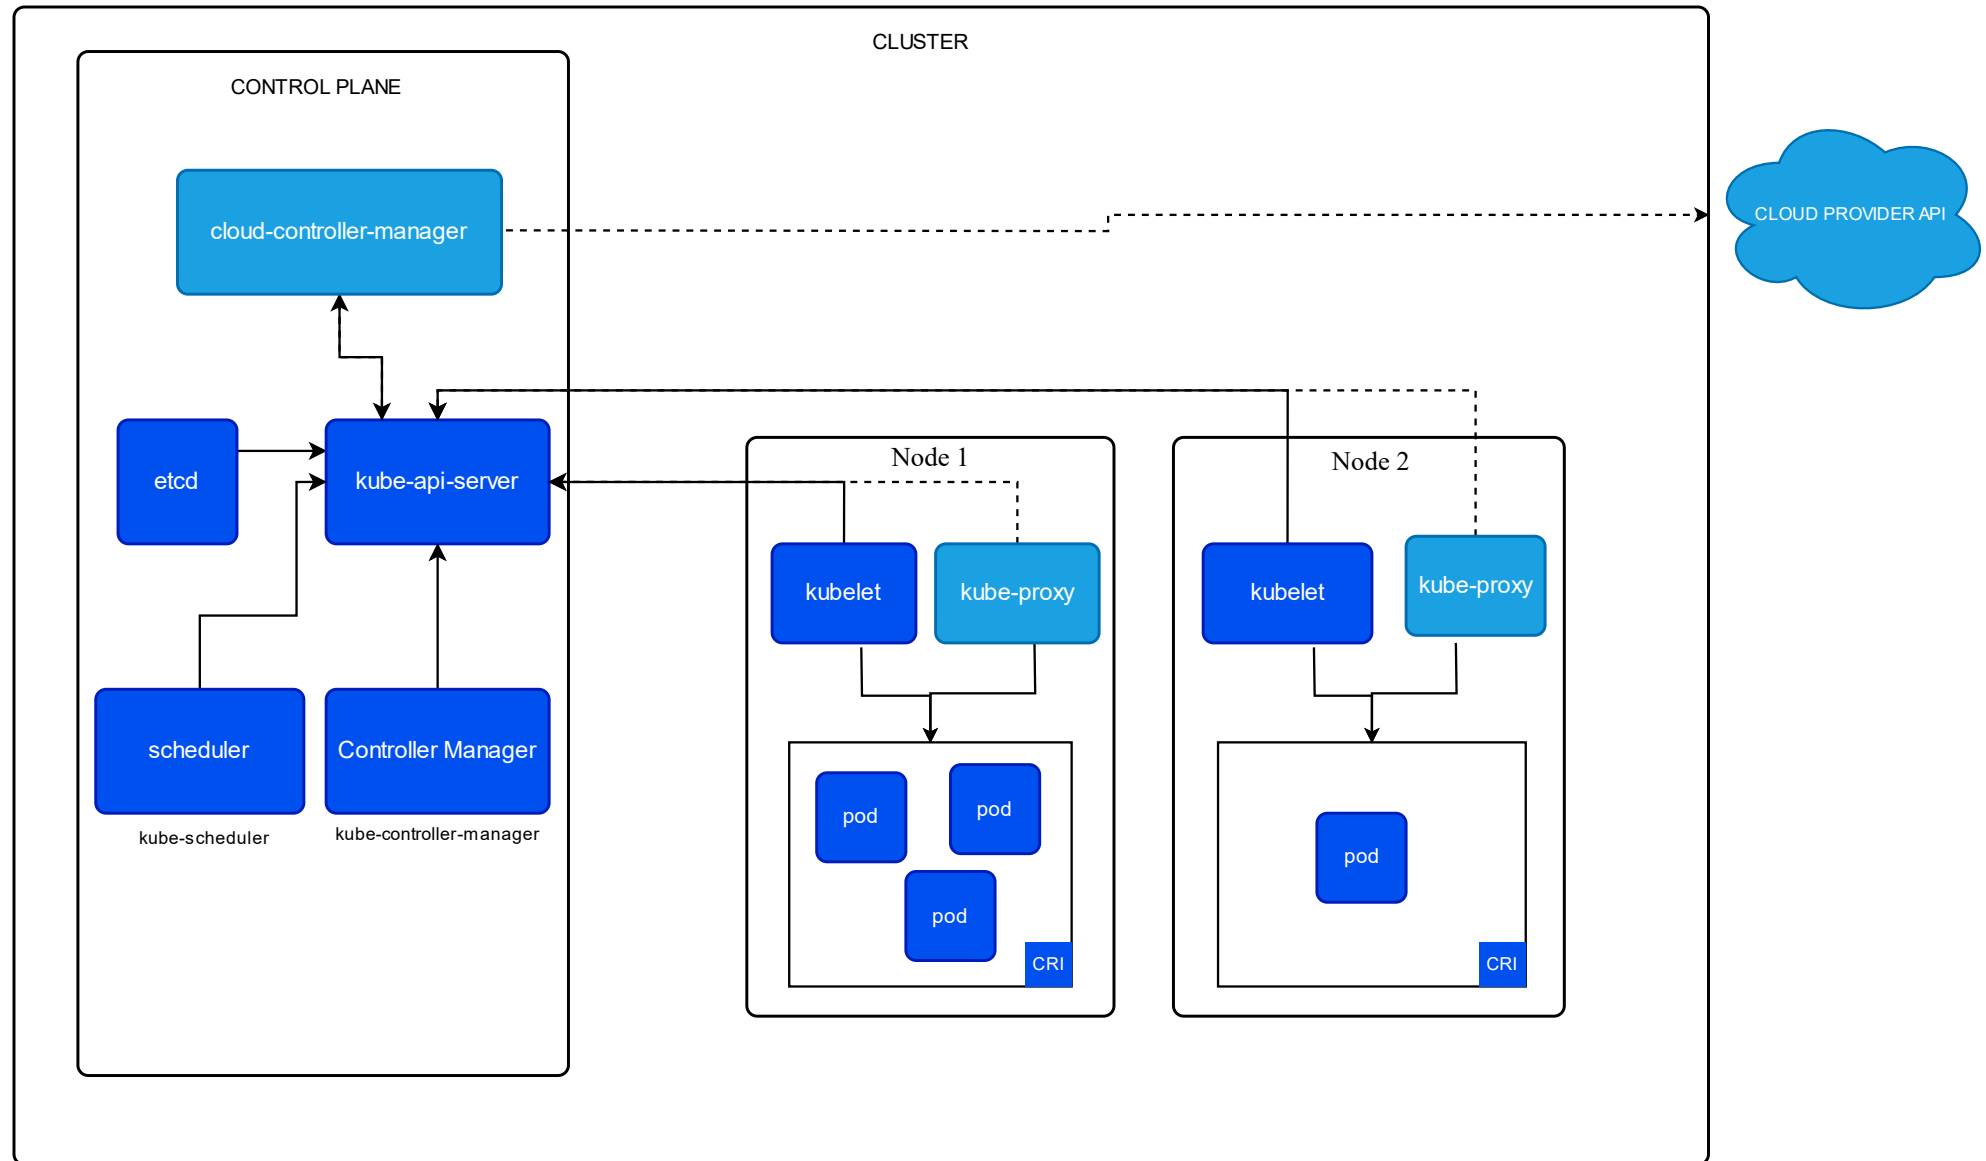 CLUSTER
CONTROL PLANE
cloud-controller-manager
CLOUD PROVIDER API
etcd
kube-api-server
Node 1
Node 2
kubelet
kube-proxy
kubelet
kube-proxy
scheduler
Controller Manager
kube-scheduler
kube-controller-manager
pod
pod
pod
CRI
pod
CRI